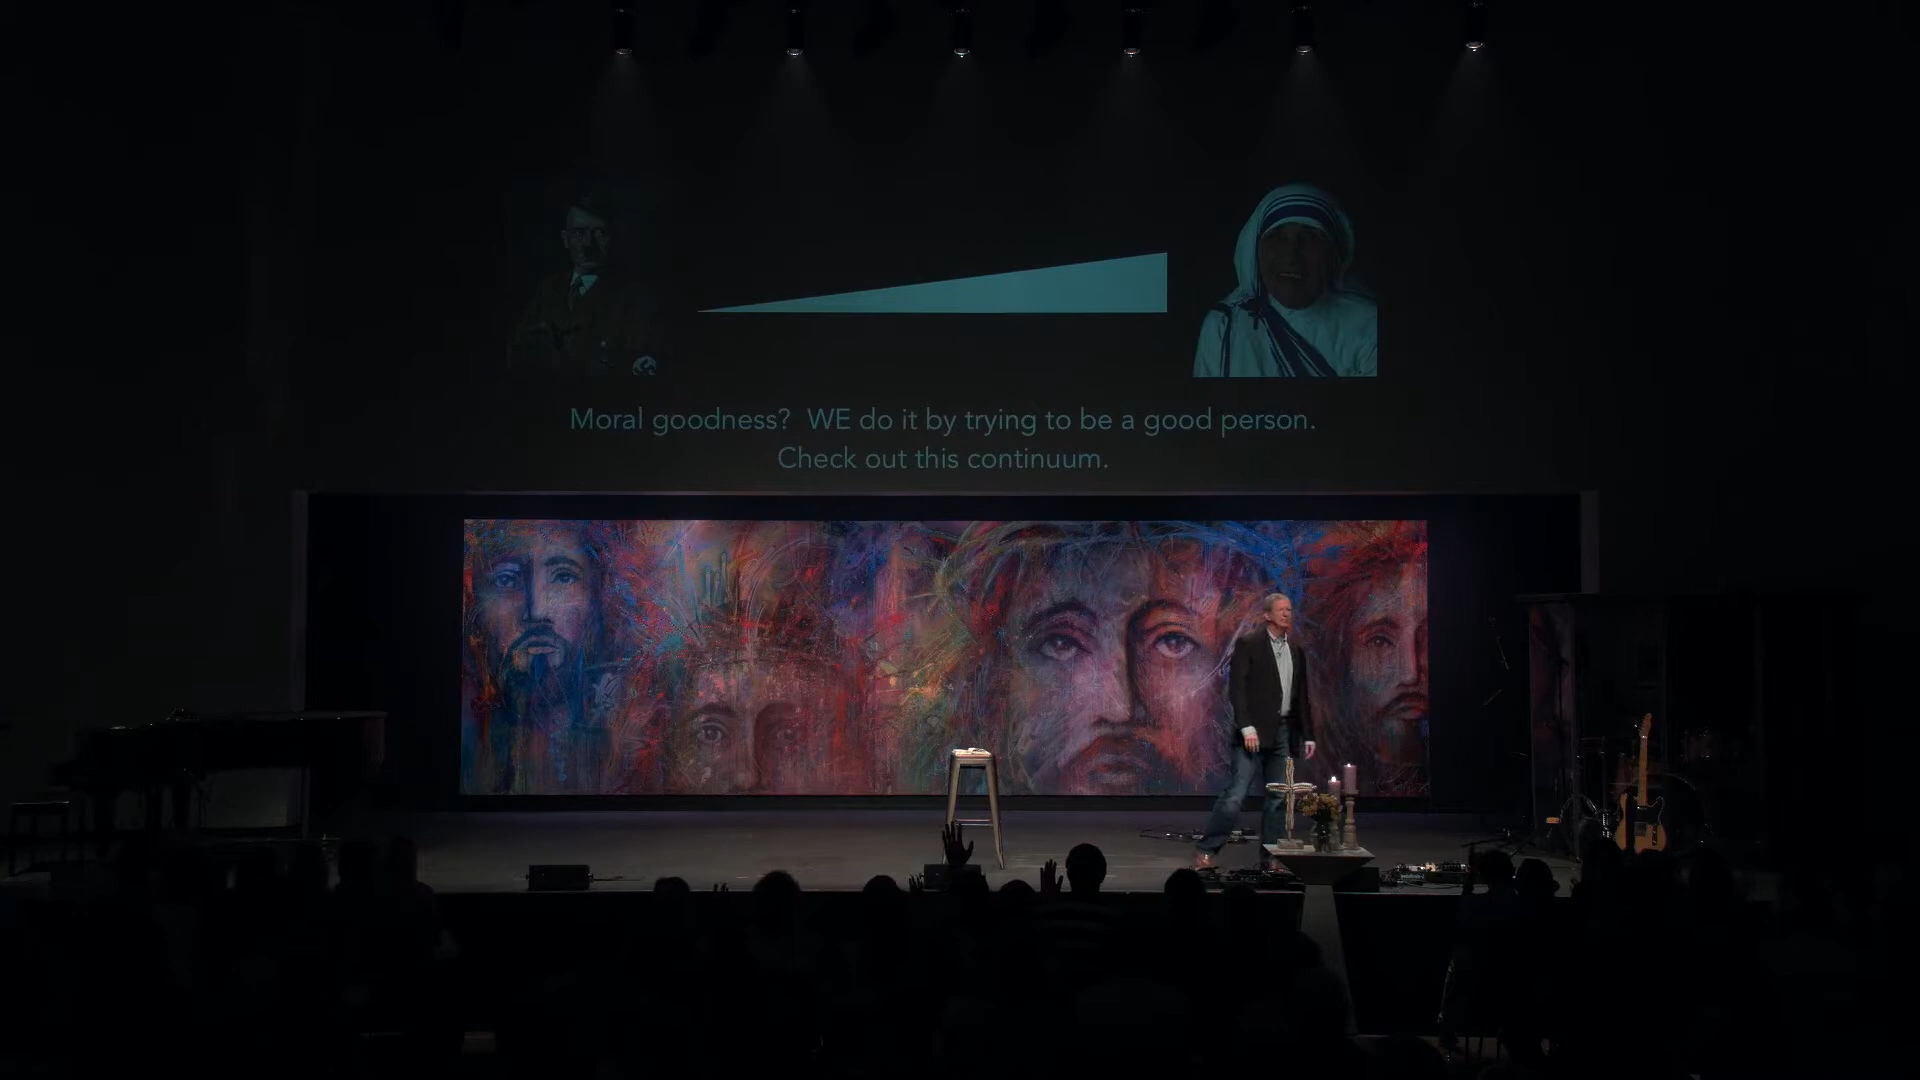 Moral goodness?  WE do it by trying to be a good person.
Check out this continuum.